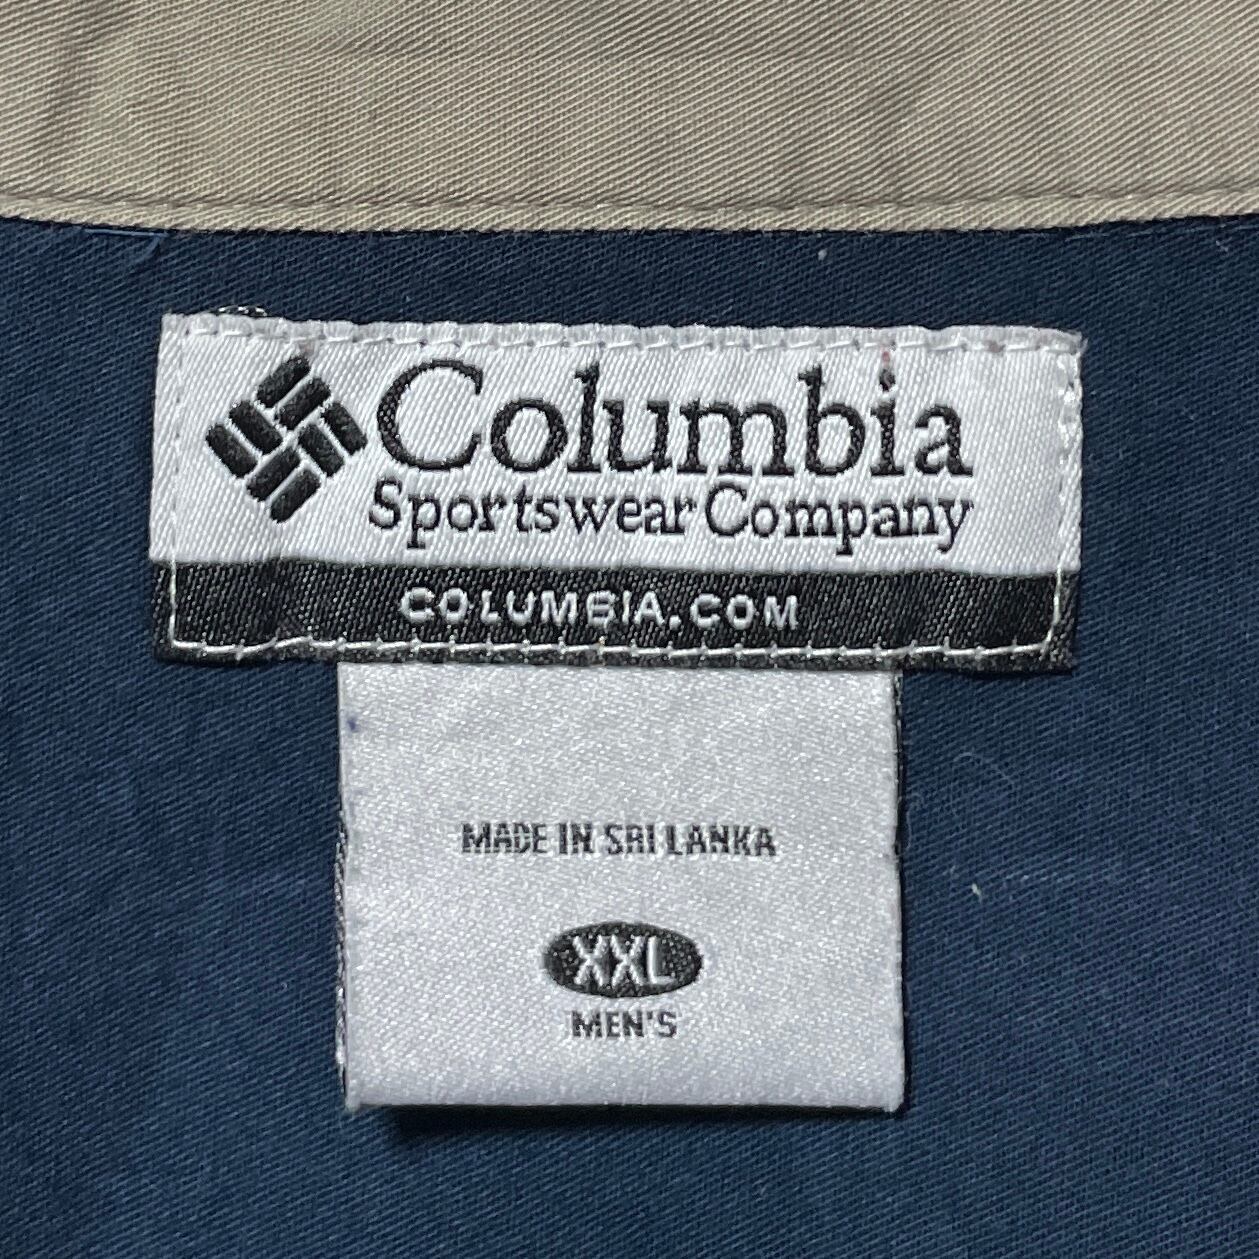 Columbia
Sportswear Company
COLUMBIA.COM
MADE IN SRI LANKA
XXL
MEN'S